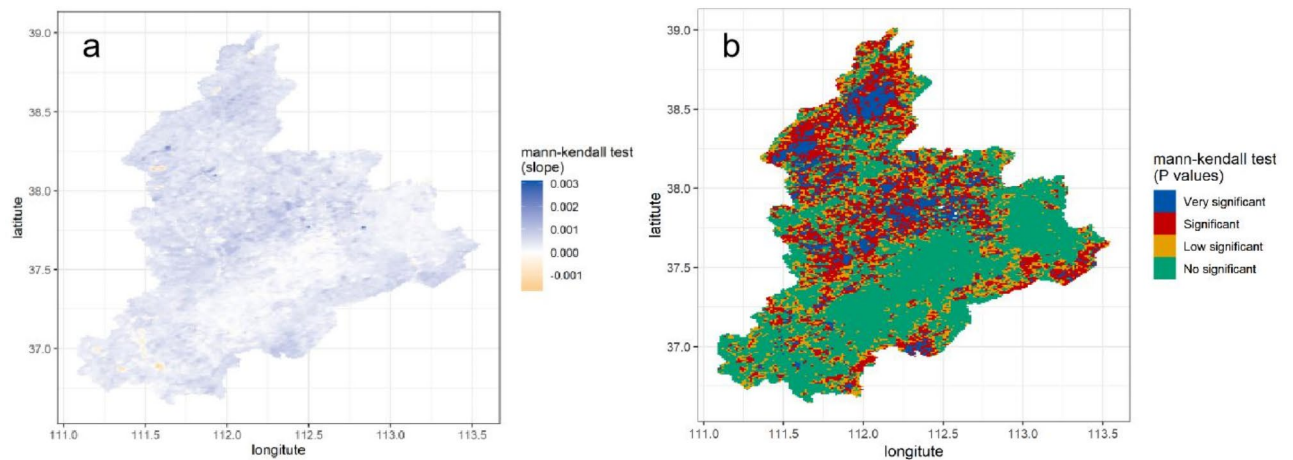 a
39.0
38.5
38.0
37.5
37.0
latitute
111.0 111.5 112.0 112.5 113.0 113.5
longitute
mann-kendall test
(slope)
0.003
0.002
0.001
0.000
-0.001
b
39.0
38.5
38.0
37.5
37.0
latitute
111.0 111.5 112.0 112.5 113.0 113.5
longitute
mann-kendall test
(P values)
Very significant
Significant
Low significant
No significant